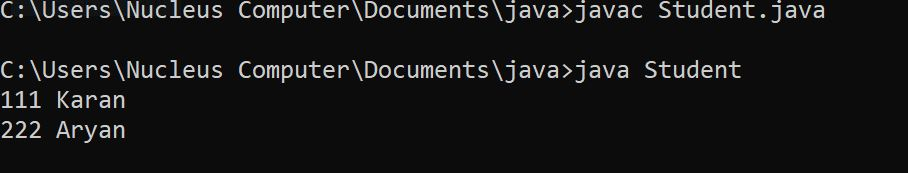 C:\Users\Nucleus Computer\Documents\java>javac Student.java
C:\Users\Nucleus Computer\Documents\java>java Student
111 Karan
222 Aryan